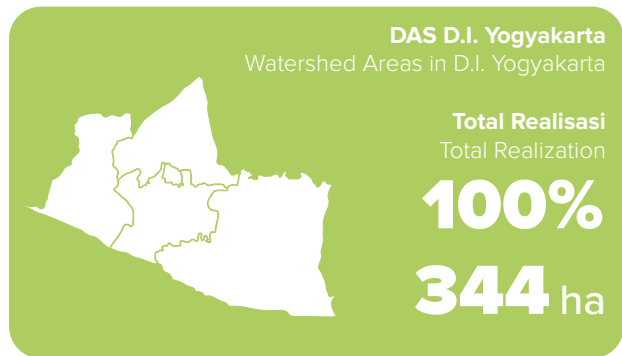 DAS D.I. Yogyakarta
Watershed Areas in D.I. Yogyakarta
Total Realisasi
Total Realization
100%
344 ha